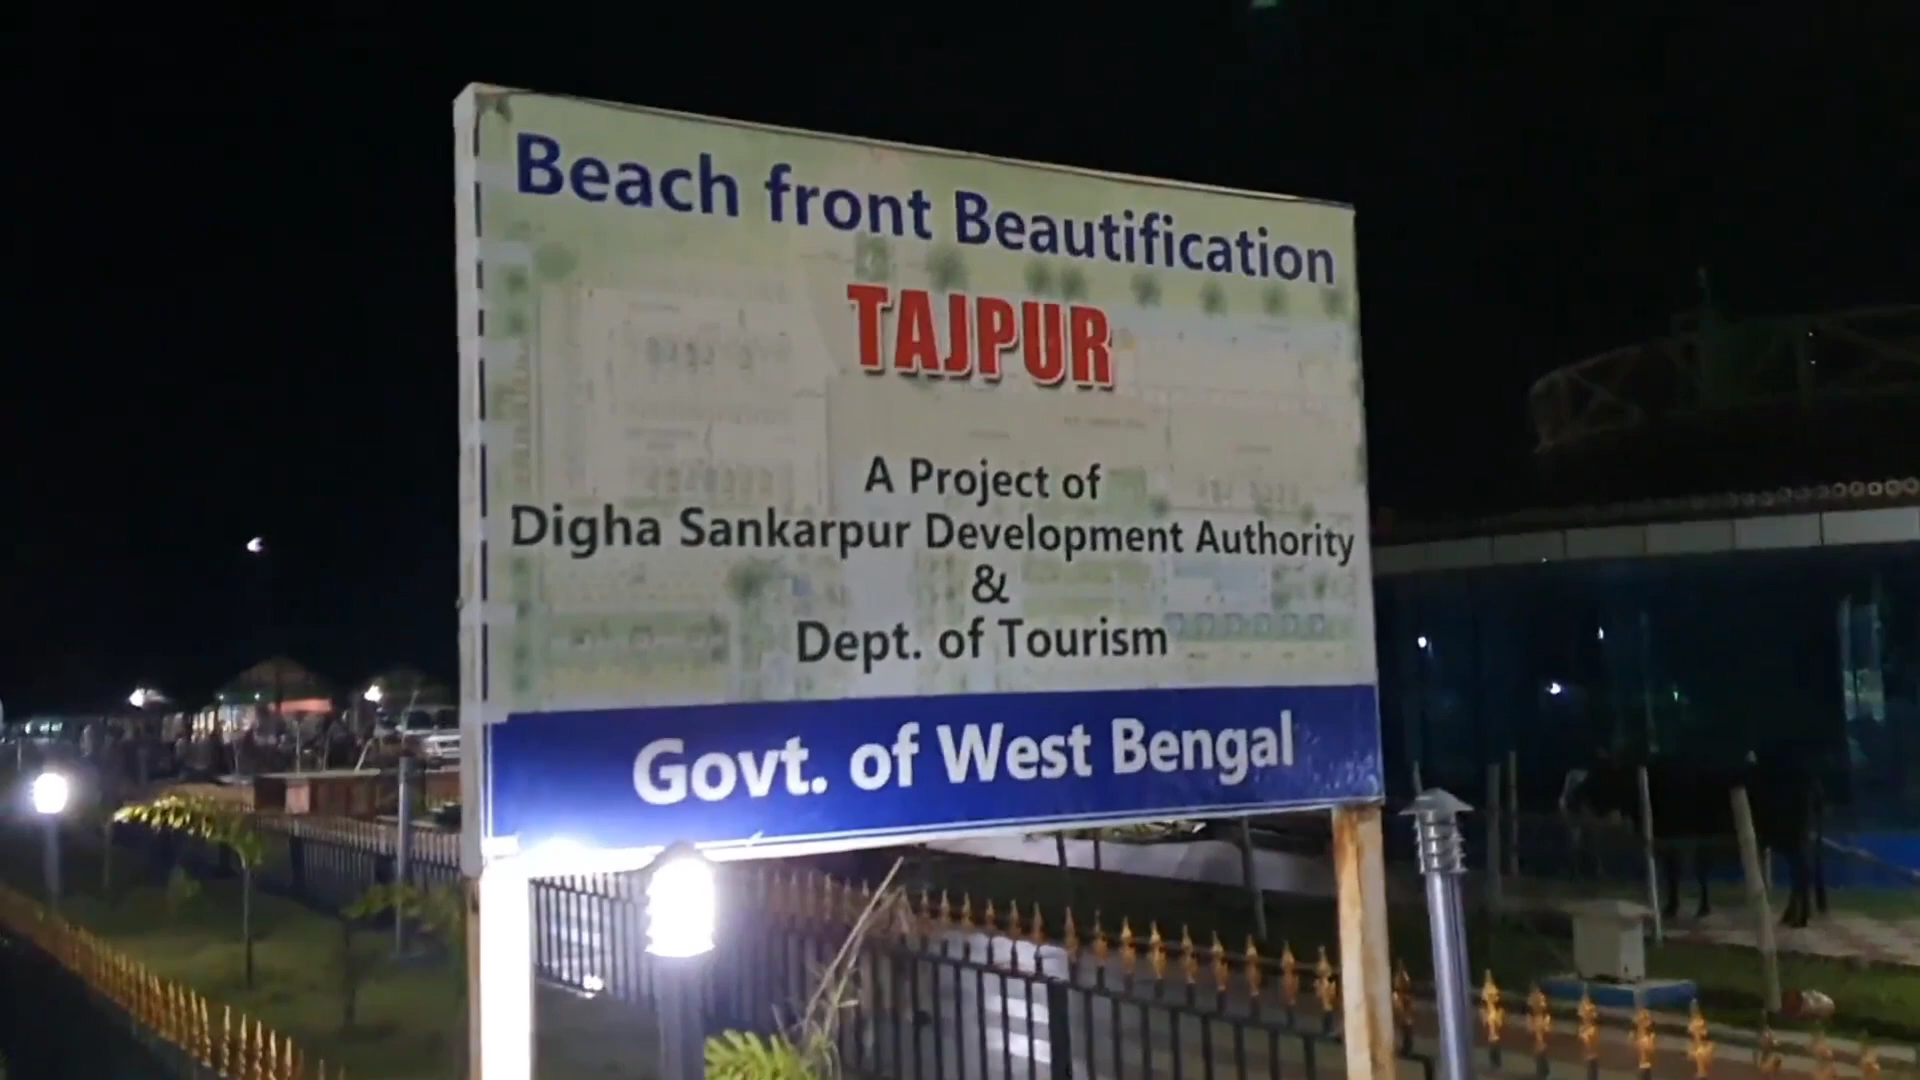 Beach front Beautification
TAJPUR
A Project of
Digha Sankarpur Development Authority
&
Dept. of Tourism
Govt. of West Bengal